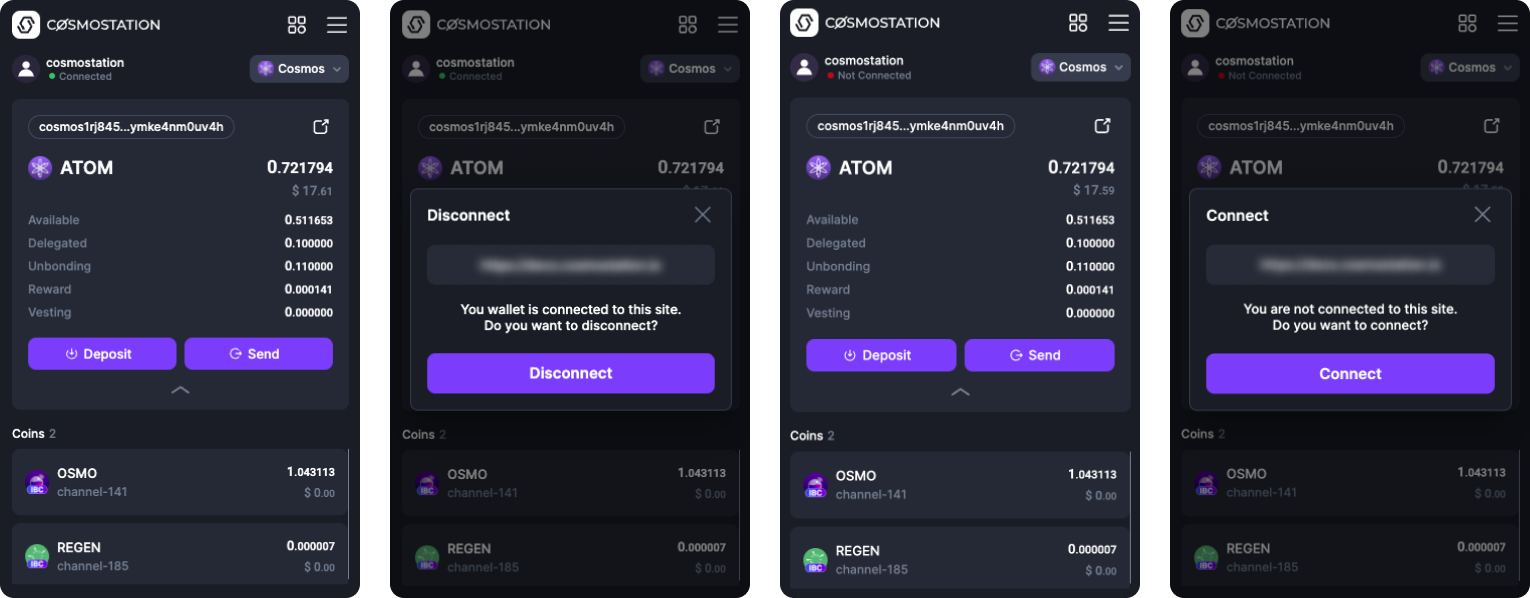 CØSMOSTATION
cosmostation
Connected
Cosmos
cosmos1rj845...ymke4nm0uv4h
ATOM
0.721794
$ 17.61
Available
0.511653
Delegated
0.100000
Unbonding
0.110000
Reward
0.000141
Vesting
0.000000
Deposit
Send
Coins 2
OSMO
1.043113
IBC
channel-141
$ 0.00
REGEN
0.000007
IBC
channel-185
$ 0.00
CØSMOSTATION
cosmostation
Connected
Cosmos
cosmos1rj845...ymke4nm0uv4h
ATOM
0.721794
Disconnect
You wallet is connected to this site.
Do you want to disconnect?
Disconnect
Coins 2
OSMO
1.043113
IBC
channel-141
$ 0.00
REGEN
0.000007
IBC
channel-185
$ 0.00
CØSMOSTATION
cosmostation
Not Connected
Cosmos
cosmos1rj845...ymke4nm0uv4h
ATOM
0.721794
$ 17.59
Available
0.511653
Delegated
0.100000
Unbonding
0.110000
Reward
0.000141
Vesting
0.000000
Deposit
Send
Coins 2
OSMO
1.043113
IBC
channel-141
$ 0.00
REGEN
0.000007
IBC
channel-185
$ 0.00
CØSMOSTATION
cosmostation
Not Connected
Cosmos
cosmos1rj845...ymke4nm0uv4h
ATOM
0.721794
Connect
You are not connected to this site.
Do you want to connect?
Connect
Coins 2
OSMO
1.043113
IBC
channel-141
$ 0.00
REGEN
0.000007
IBC
channel-185
$ 0.00